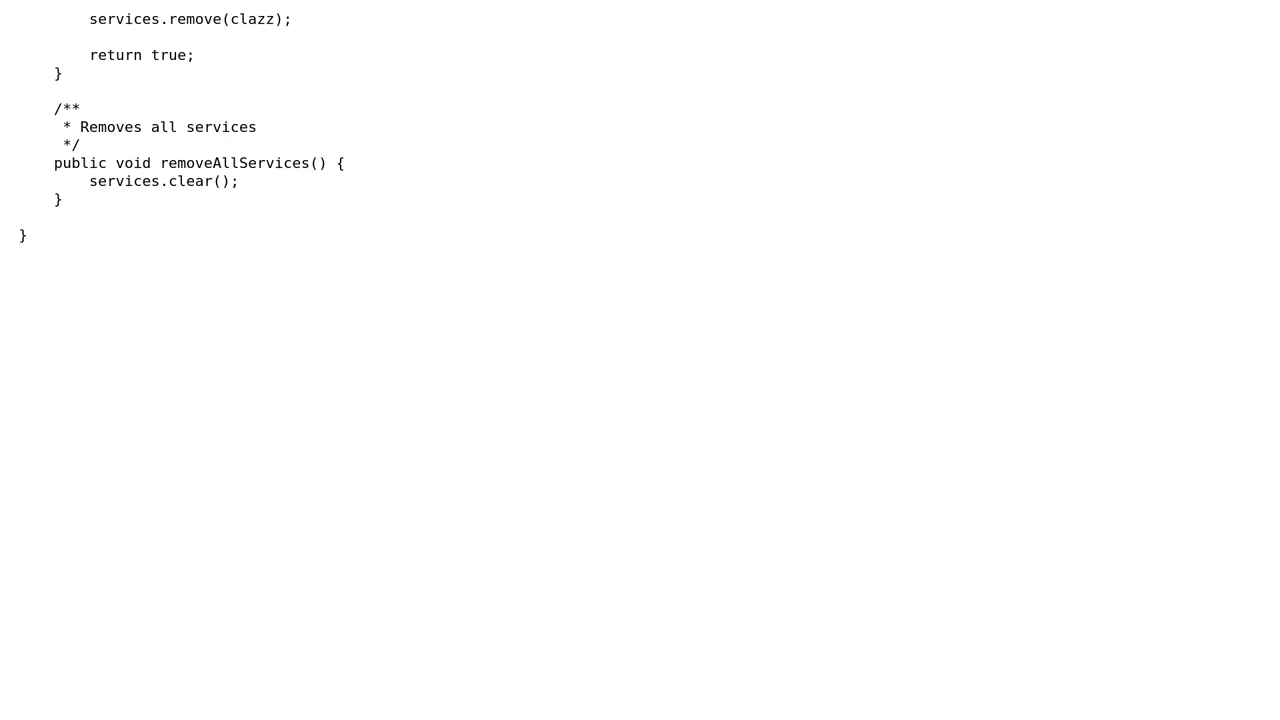 services.remove(clazz);

        return true;
    }

    /**
     * Removes all services
     */
    public void removeAllServices() {
        services.clear();
    }

}